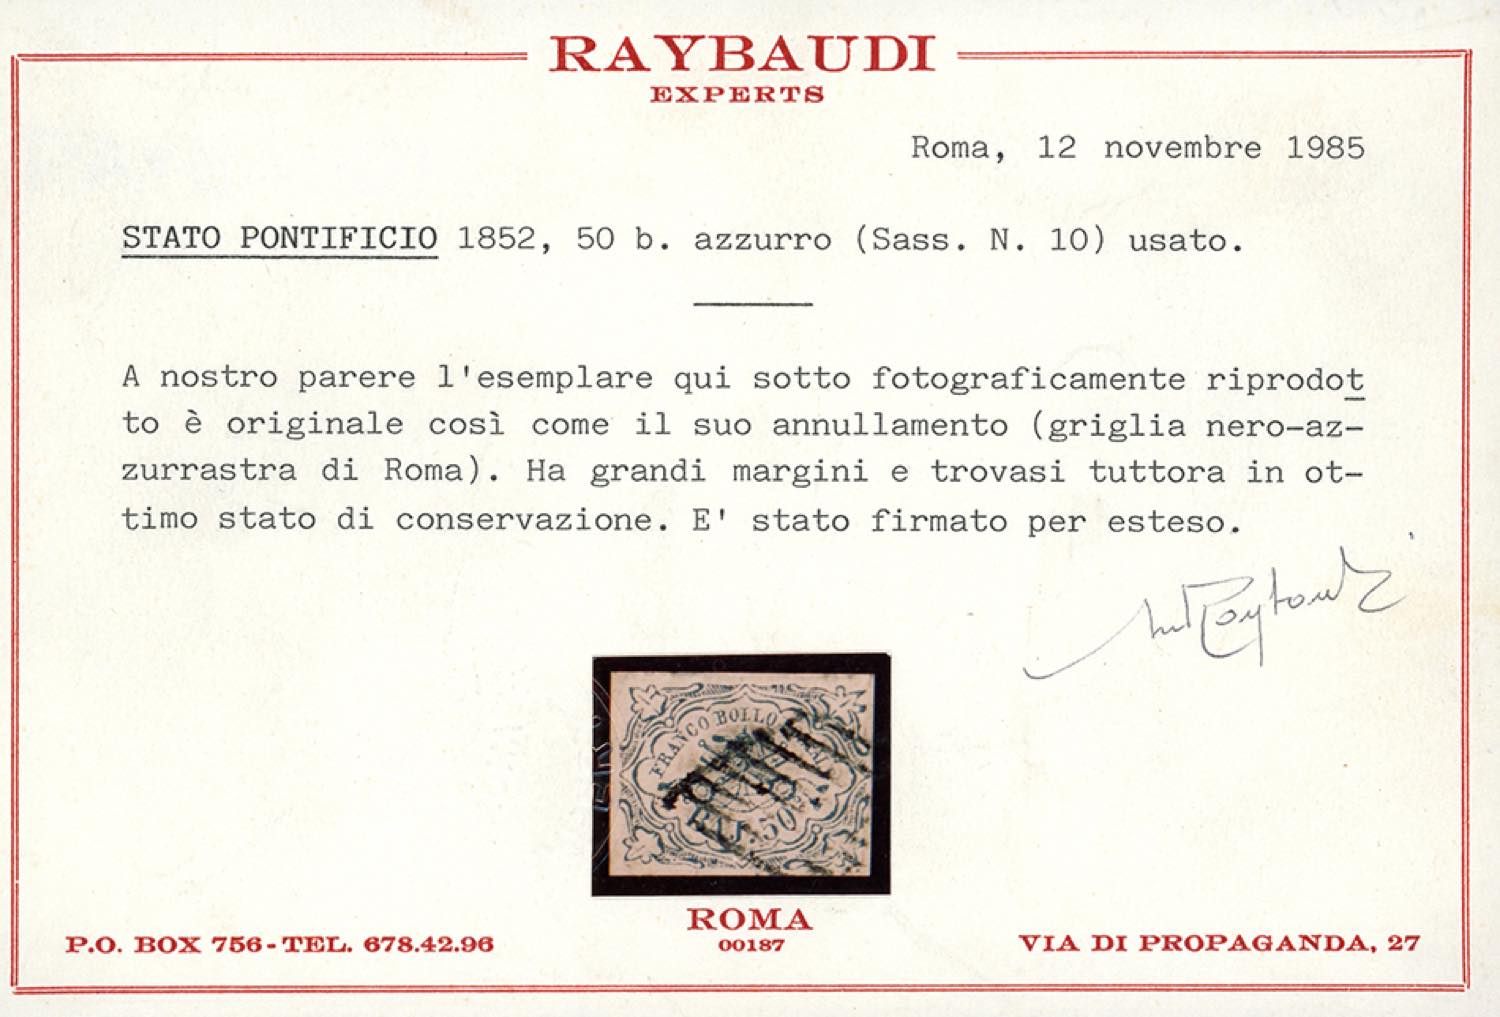 RAYBAUDI
EXPERTS
Roma, 12 novembre 1985
STATO PONTIFICIO 1852, 50 b. azzurro (Sass. N. 10) usato.
A nostro parere l'esemplare qui sotto fotograficamente riprodot
to è originale così come il suo annullamento (griglia nero-az-
zurrastra di Roma). Ha grandi margini e trovasi tuttora in ot-
timo stato di conservazione. E' stato firmato per esteso.
Raybaudi
FRANCO BOLLO
BAJ. 50
ROMA
00187
P.O. BOX 756-TEL. 678.42.96
VIA DI PROPAGANDA, 27